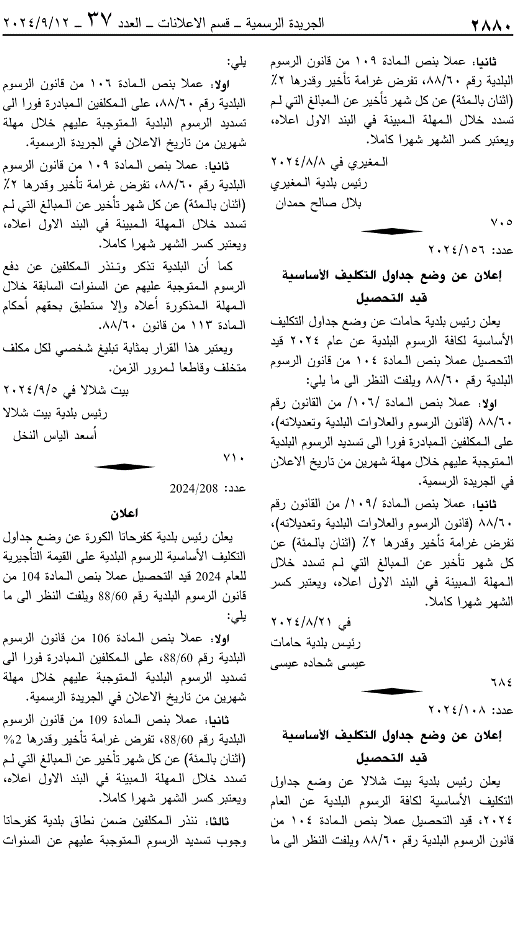 ٢٨٨٠
الجريدة الرسمية ــ قسم الاعلانات ــ العدد ٣٧ ــ ٢٠٢٤/٩/١٢
ثانيا: عملا بنص المادة ١٠٩ من قانون الرسوم
البلدية رقم ٨٨/٦٠، تفرض غرامة تأخير وقدرها ٢٪
(اثنان بالمئة) عن كل شهر تأخير عن المبالغ التي لم
تسدد خلال المهلة المبينة في البند الاول اعلاه،
ويعتبر كسر الشهر شهرا كاملا.
المغيري في ٢٠٢٤/٨/٨
رئيس بلدية المغيري
بلال صالح حمدان
٧٠٥
عدد: ٢٠٢٤/١٥٦
إعلان عن وضع جداول التكليف الأساسية
قيد التحصيل
يعلن رئيس بلدية حامات عن وضع جداول التكليف
الأساسية لكافة الرسوم البلدية عن عام ٢٠٢٤ قيد
التحصيل عملا بنص المادة ١٠٤ من قانون الرسوم
البلدية رقم ٨٨/٦٠ ويلفت النظر الى ما يلي:
اولا: عملا بنص المادة /١٠٦/ من القانون رقم
٨٨/٦٠ (قانون الرسوم والعلاوات البلدية وتعديلاته)،
على المكلفين المبادرة فورا الى تسديد الرسوم البلدية
المتوجبة عليهم خلال مهلة شهرين من تاريخ الاعلان
في الجريدة الرسمية.
ثانيا: عملا بنص المادة /١٠٩/ من القانون رقم
٨٨/٦٠ (قانون الرسوم والعلاوات البلدية وتعديلاته)،
تفرض غرامة تأخير وقدرها ٢٪ (اثنان بالمئة) عن
كل شهر تأخير عن المبالغ التي لم تسدد خلال
المهلة المبينة في البند الاول اعلاه، ويعتبر كسر
الشهر شهرا كاملا.
في ٢٠٢٤/٨/٢١
رئيس بلدية حامات
عيسى شحاده عيسى
٦٨٤
عدد: ٢٠٢٤/١٠٨
إعلان عن وضع جداول التكليف الأساسية
قيد التحصيل
يعلن رئيس بلدية بيت شلالا عن وضع جداول
التكليف الأساسية لكافة الرسوم البلدية عن العام
٢٠٢٤، قيد التحصيل عملا بنص المادة ١٠٤ من
قانون الرسوم البلدية رقم ٨٨/٦٠ ويلفت النظر الى ما
يلي:
اولا: عملا بنص المادة ١٠٦ من قانون الرسوم
البلدية رقم ٨٨/٦٠، على المكلفين المبادرة فورا الى
تسديد الرسوم البلدية المتوجبة عليهم خلال مهلة
شهرين من تاريخ الاعلان في الجريدة الرسمية.
ثانيا: عملا بنص المادة ١٠٩ من قانون الرسوم
البلدية رقم ٨٨/٦٠، تفرض غرامة تأخير وقدرها ٢٪
(اثنان بالمئة) عن كل شهر تأخير عن المبالغ التي لم
تسدد خلال المهلة المبينة في البند الاول اعلاه،
ويعتبر كسر الشهر شهرا كاملا.
كما أن البلدية تذكر وتنذر المكلفين عن دفع
الرسوم المتوجبة عليهم عن السنوات السابقة خلال
المهلة المذكورة أعلاه وإلا ستطبق بحقهم أحكام
المادة ١١٣ من قانون ٨٨/٦٠.
ويعتبر هذا القرار بمثابة تبليغ شخصي لكل مكلف
متخلف وقاطعا لمرور الزمن.
بيت شلالا في ٢٠٢٤/٩/٥
رئيس بلدية بيت شلالا
أسعد الياس النخل
٧١٠
عدد: 2024/208
اعلان
يعلن رئيس بلدية كفرحاتا الكورة عن وضع جداول
التكليف الأساسية للرسوم البلدية على القيمة التأجيرية
للعام 2024 قيد التحصيل عملا بنص المادة 104 من
قانون الرسوم البلدية رقم 88/60 ويلفت النظر الى ما
يلي:
اولا: عملا بنص المادة 106 من قانون الرسوم
البلدية رقم 88/60، على المكلفين المبادرة فورا الى
تسديد الرسوم البلدية المتوجبة عليهم خلال مهلة
شهرين من تاريخ الاعلان في الجريدة الرسمية.
ثانيا: عملا بنص المادة 109 من قانون الرسوم
البلدية رقم 88/60، تفرض غرامة تأخير وقدرها 2%
(اثنان بالمئة) عن كل شهر تأخير عن المبالغ التي لم
تسدد خلال المهلة المبينة في البند الاول اعلاه،
ويعتبر كسر الشهر شهرا كاملا.
ثالثا: ننذر المكلفين ضمن نطاق بلدية كفرحاتا
وجوب تسديد الرسوم المتوجبة عليهم عن السنوات